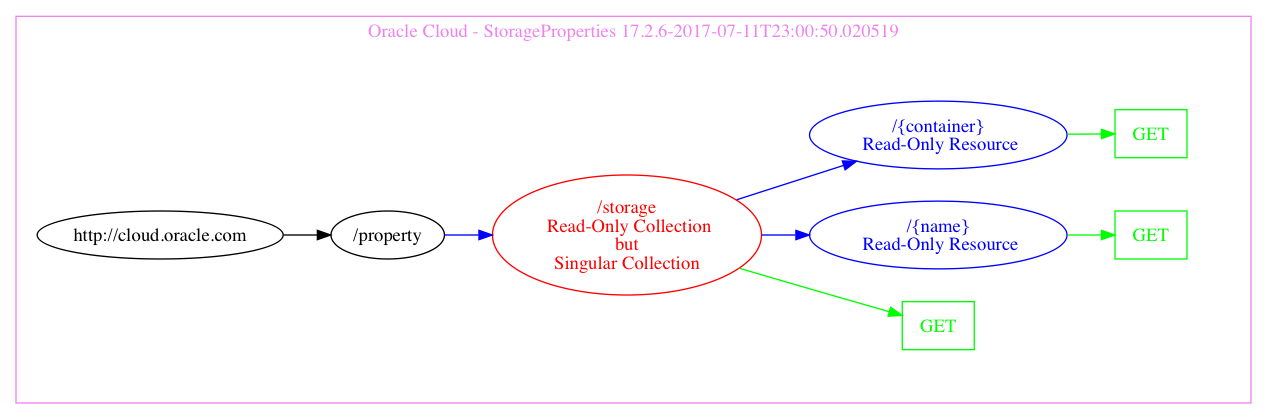 Oracle Cloud - StorageProperties 17.2.6-2017-07-11T23:00:50.020519
http://cloud.oracle.com
/property
/storage
Read-Only Collection
but
Singular Collection
/{container}
Read-Only Resource
GET
/{name}
Read-Only Resource
GET
GET